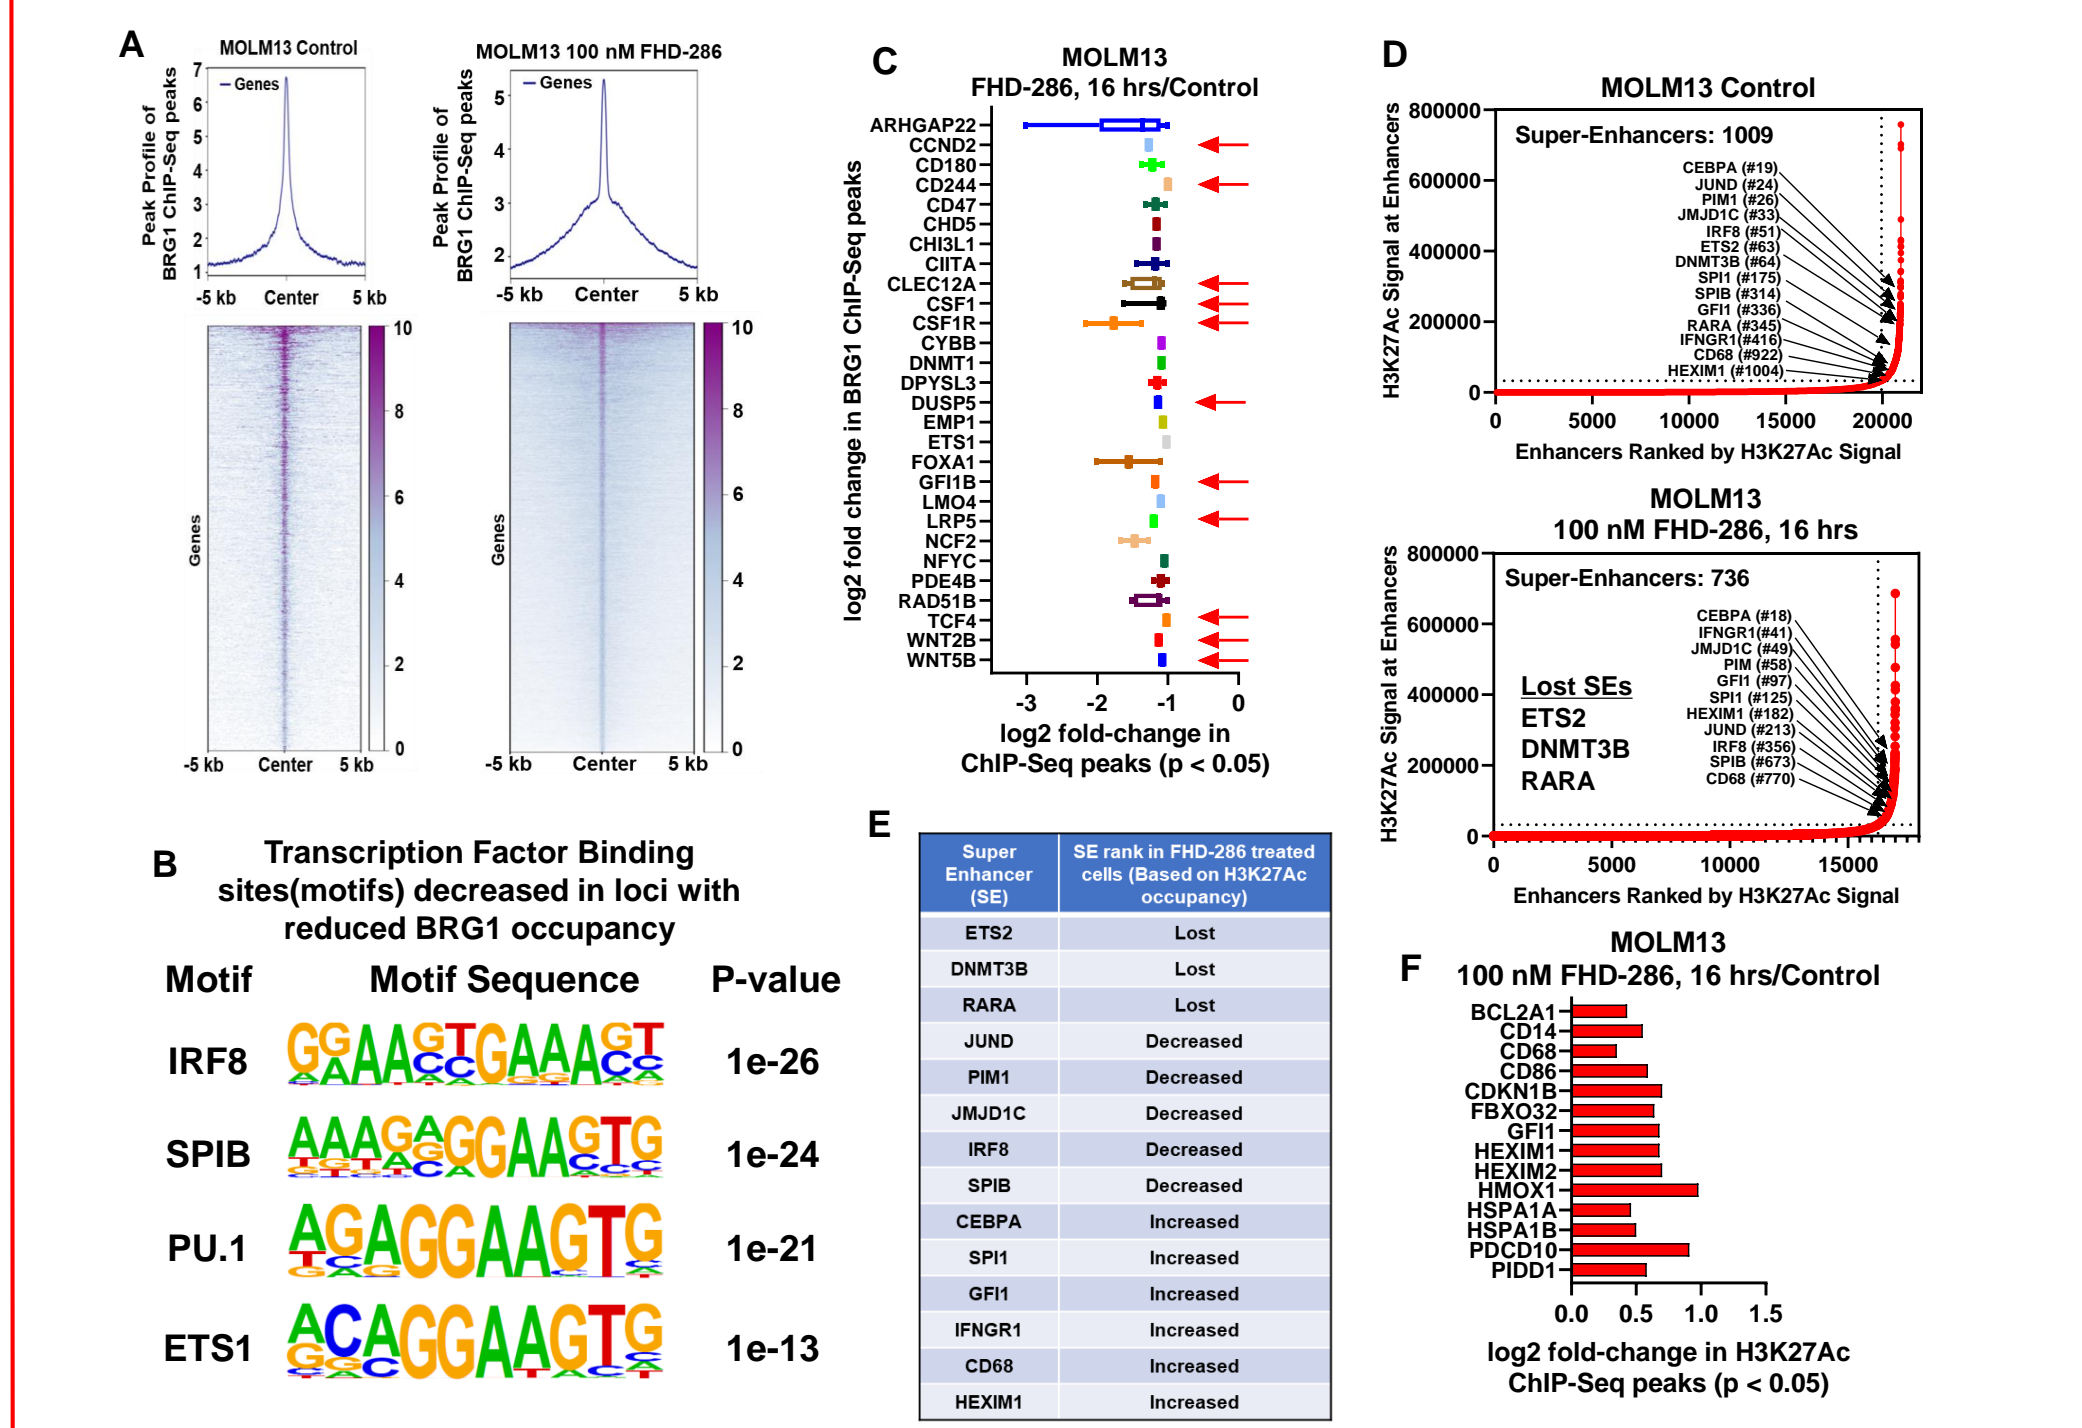 A
MOLM13 Control
Peak Profile of
BRG1 ChIP-Seq peaks
Genes
7
6
5
4
3
2
1
-5 kb
Center
5 kb
MOLM13 100 nM FHD-286
Peak Profile of
BRG1 ChIP-Seq peaks
Genes
5
4
3
2
-5 kb
Center
5 kb
Genes
10
8
6
4
2
0
-5 kb
Center
5 kb
Genes
10
8
6
4
2
0
-5 kb
Center
5 kb
B
Transcription Factor Binding
sites(motifs) decreased in loci with
reduced BRG1 occupancy
Motif Motif Sequence P-value
IRF8 1e-26
SPIB 1e-24
PU.1 1e-21
ETS1 1e-13
C
MOLM13
FHD-286, 16 hrs/Control
log2 fold change in BRG1 ChIP-Seq peaks
ARHGAP22
CCND2
CD180
CD244
CD47
CHD5
CHI3L1
CIITA
CLEC12A
CSF1
CSF1R
CYBB
DNMT1
DPYSL3
DUSP5
EMP1
ETS1
FOXA1
GFI1B
LMO4
LRP5
NCF2
NFYC
PDE4B
RAD51B
TCF4
WNT2B
WNT5B
-3 -2 -1 0
log2 fold-change in
ChIP-Seq peaks (p < 0.05)
D
MOLM13 Control
H3K27Ac Signal at Enhancers
800000
600000
400000
200000
0
Super-Enhancers: 1009
CEBPA (#19)
JUND (#24)
PIM1 (#26)
JMJD1C (#33)
IRF8 (#51)
ETS2 (#63)
DNMT3B (#64)
SPI1 (#175)
SPIB (#314)
GFI1 (#336)
RARA (#345)
IFNGR1(#416)
CD68 (#922)
HEXIM1 (#1004)
0 5000 10000 15000 20000
Enhancers Ranked by H3K27Ac Signal
MOLM13
100 nM FHD-286, 16 hrs
H3K27Ac Signal at Enhancers
800000
600000
400000
200000
0
Super-Enhancers: 736
CEBPA (#18)
IFNGR1(#41)
JMJD1C (#49)
PIM (#58)
GFI1 (#97)
SPI1 (#125)
HEXIM1 (#182)
JUND (#213)
IRF8 (#356)
SPIB (#673)
CD68 (#770)
Lost SEs
ETS2
DNMT3B
RARA
0 5000 10000 15000
Enhancers Ranked by H3K27Ac Signal
E
Super
Enhancer
(SE)
SE rank in FHD-286 treated
cells (Based on H3K27Ac
occupancy)
ETS2 Lost
DNMT3B Lost
RARA Lost
JUND Decreased
PIM1 Decreased
JMJD1C Decreased
IRF8 Decreased
SPIB Decreased
CEBPA Increased
SPI1 Increased
GFI1 Increased
IFNGR1 Increased
CD68 Increased
HEXIM1 Increased
F
MOLM13
100 nM FHD-286, 16 hrs/Control
BCL2A1
CD14
CD68
CD86
CDKN1B
FBXO32
GFI1
HEXIM1
HEXIM2
HMOX1
HSPA1A
HSPA1B
PDCD10
PIDD1
0.0 0.5 1.0 1.5
log2 fold-change in H3K27Ac
ChIP-Seq peaks (p < 0.05)